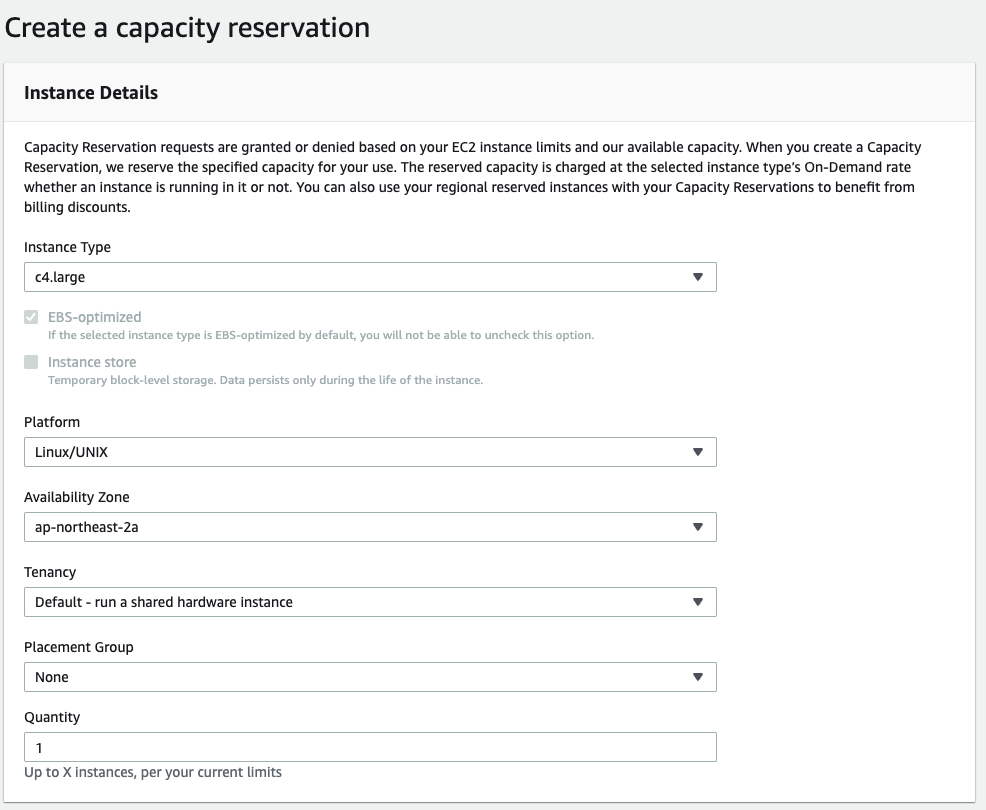 Create a capacity reservation
Instance Details
Capacity Reservation requests are granted or denied based on your EC2 instance limits and our available capacity. When you create a Capacity
Reservation, we reserve the specified capacity for your use. The reserved capacity is charged at the selected instance type's On-Demand rate
whether an instance is running in it or not. You can also use your regional reserved instances with your Capacity Reservations to benefit from
billing discounts.
Instance Type
c4.large
EBS-optimized
If the selected instance type is EBS-optimized by default, you will not be able to uncheck this option.
Instance store
Temporary block-level storage. Data persists only during the life of the instance.
Platform
Linux/UNIX
Availability Zone
ap-northeast-2a
Tenancy
Default - run a shared hardware instance
Placement Group
None
Quantity
1
Up to X instances, per your current limits